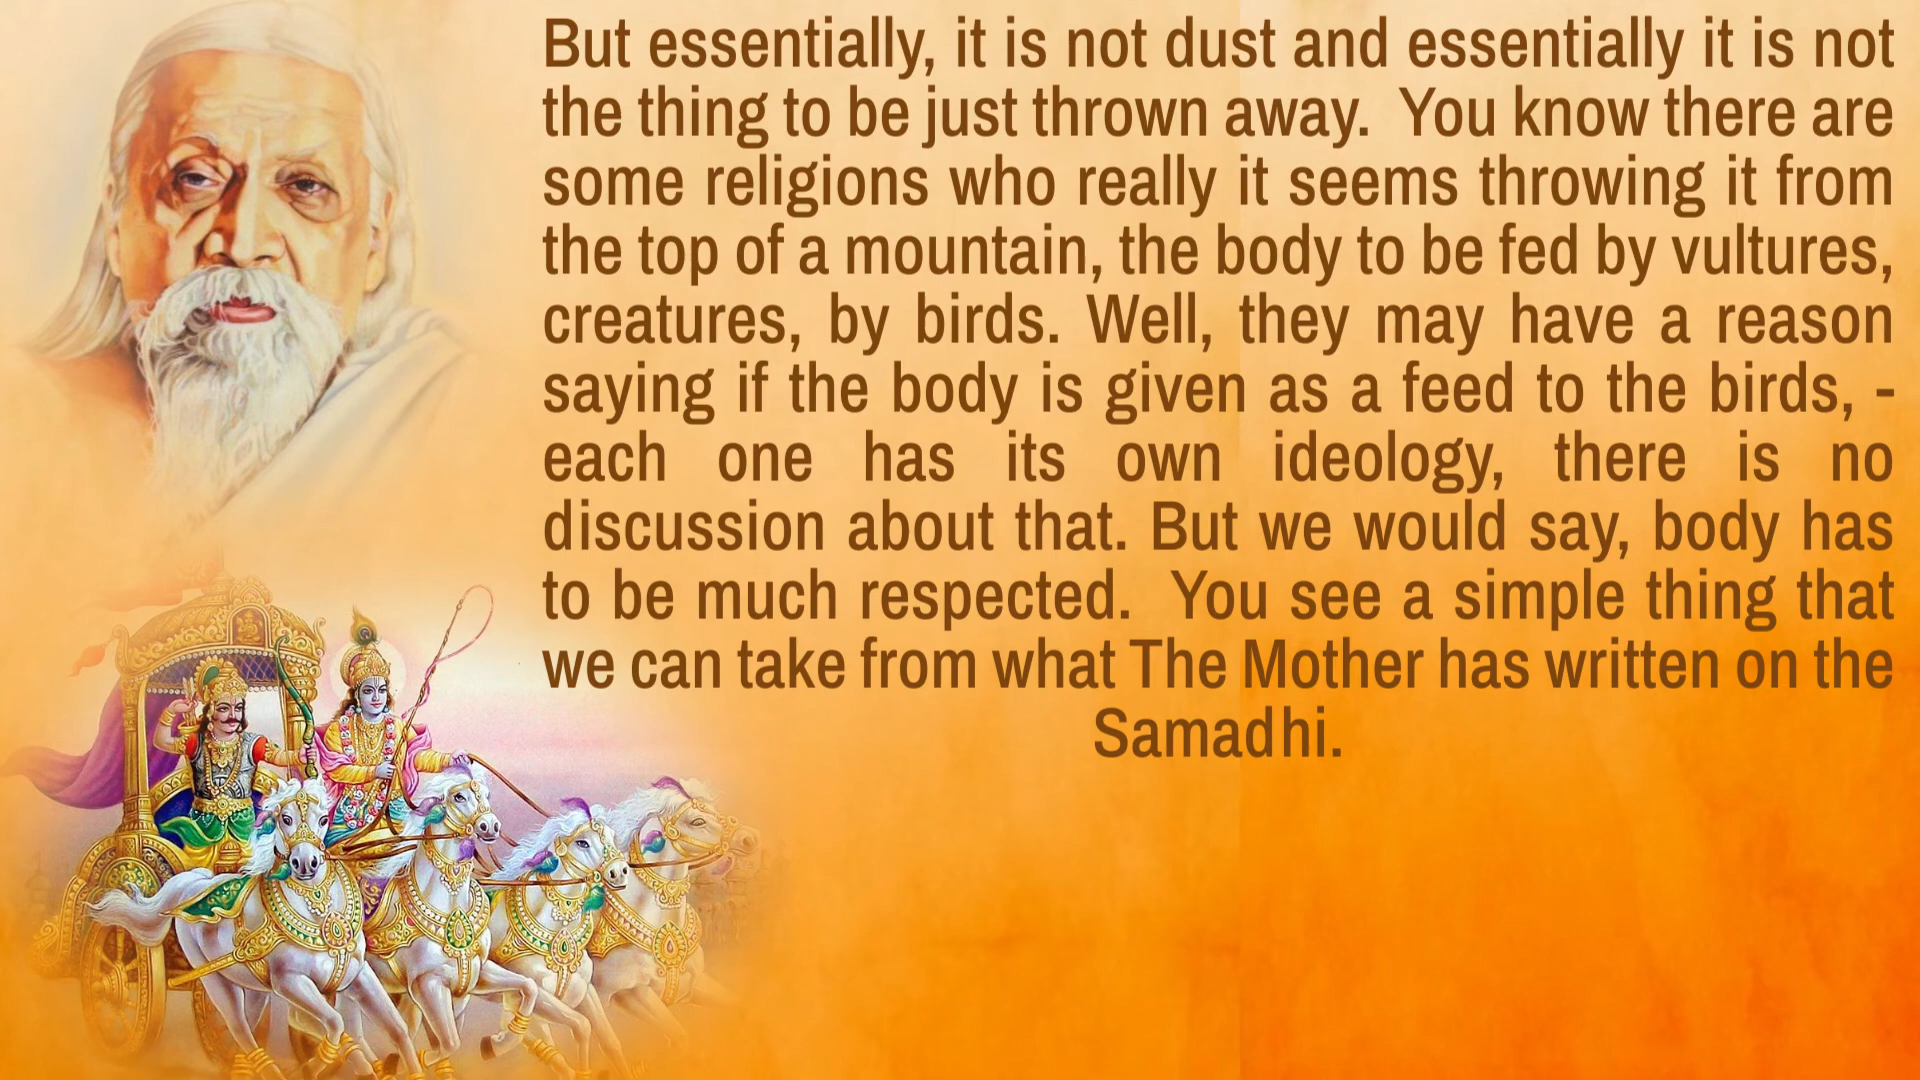 But essentially, it is not dust and essentially it is not
the thing to be just thrown away.  You know there are
some religions who really it seems throwing it from
the top of a mountain, the body to be fed by vultures,
creatures, by birds. Well, they may have a reason
saying if the body is given as a feed to the birds, -
each one has its own ideology, there is no
discussion about that. But we would say, body has
to be much respected.  You see a simple thing that
we can take from what The Mother has written on the
Samadhi.